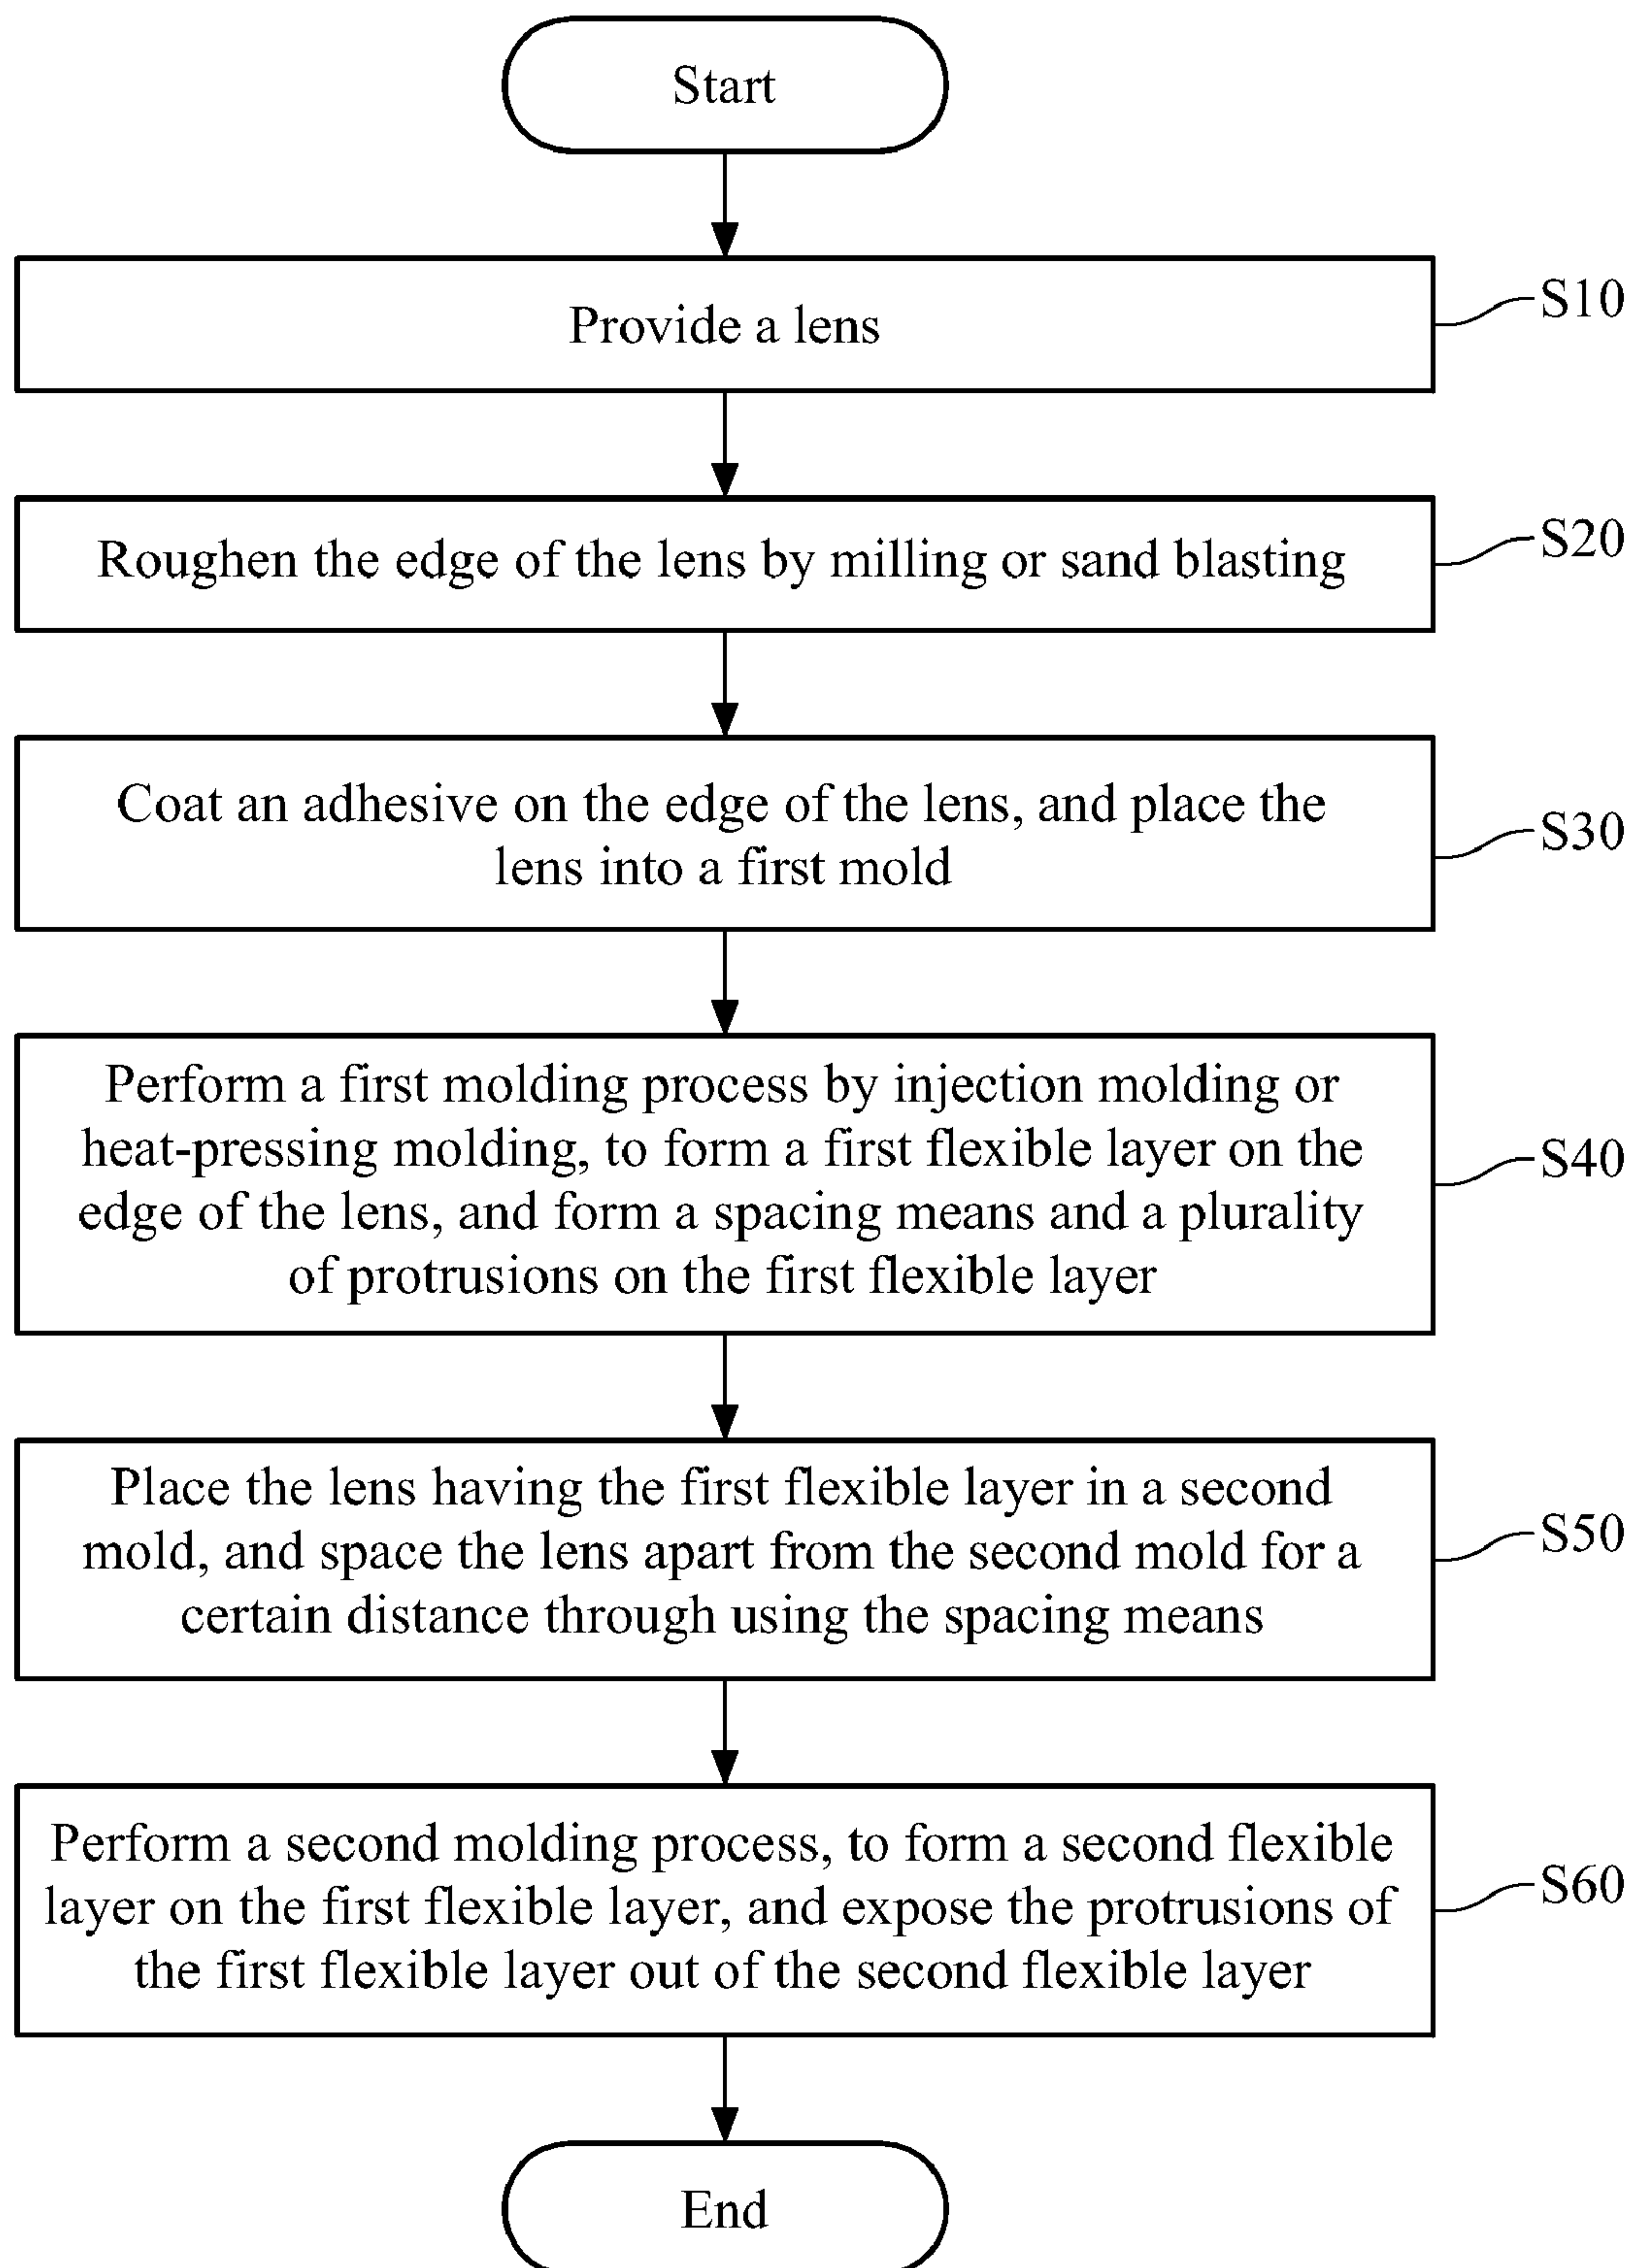 Start
Provide a lens
S10
Roughen the edge of the lens by milling or sand blasting
S20
Coat an adhesive on the edge of the lens, and place the
lens into a first mold
S30
Perform a first molding process by injection molding or
heat-pressing molding, to form a first flexible layer on the
edge of the lens, and form a spacing means and a plurality
of protrusions on the first flexible layer
S40
Place the lens having the first flexible layer in a second
mold, and space the lens apart from the second mold for a
certain distance through using the spacing means
S50
Perform a second molding process, to form a second flexible
layer on the first flexible layer, and expose the protrusions of
the first flexible layer out of the second flexible layer
S60
End